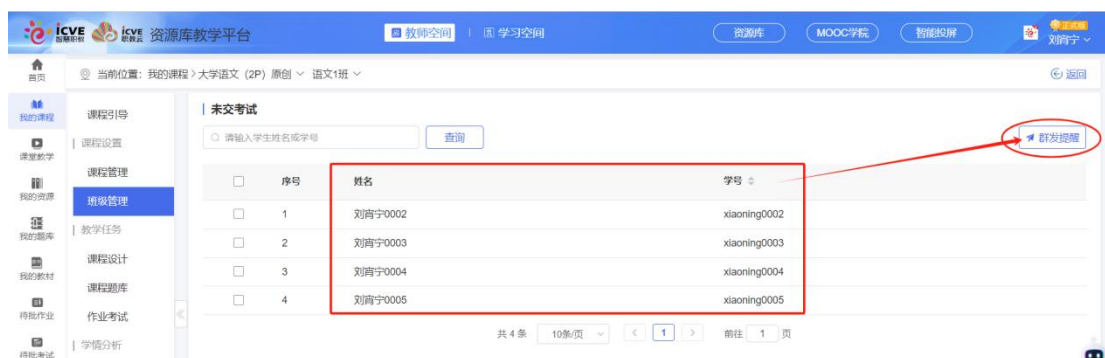 icve 智慧职教 icve 职教云 资源库教学平台 教师空间 学习空间 资源库 MOOC学院 智能投屏 正式版 刘宵宁
首页 当前位置：我的课程>大学语文（2P）原创 语文1班 返回
我的课程
课堂教学
我的资源
我的题库
我的教材
待批作业
待批考试
课程引导
课程设置
课程管理
班级管理
教学任务
课程设计
课程题库
作业考试
学情分析
未交考试
请输入学生姓名或学号 查询 群发提醒
序号 姓名 学号
1 刘宵宁0002 xiaoning0002
2 刘宵宁0003 xiaoning0003
3 刘宵宁0004 xiaoning0004
4 刘宵宁0005 xiaoning0005
共 4 条 10条/页 < 1 > 前往 1 页